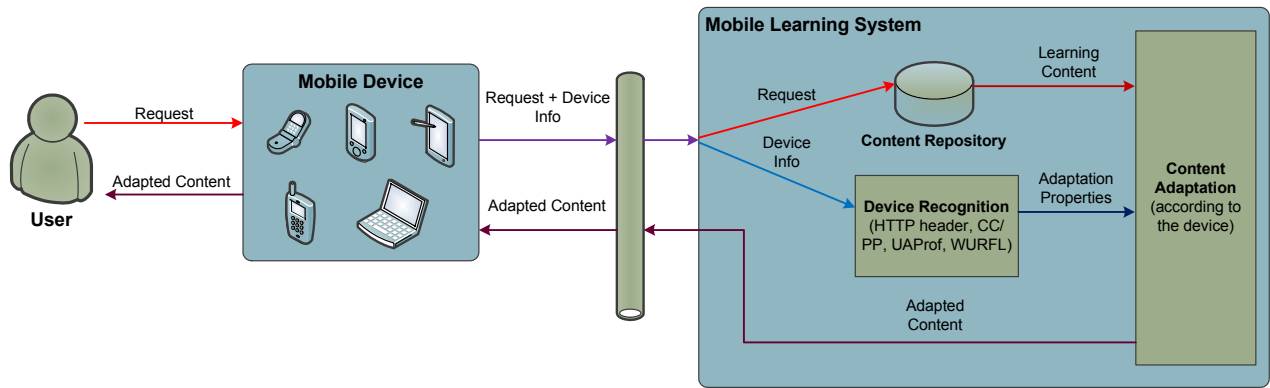 Mobile Learning System
Mobile Device
Request
Adapted Content
User
Request + Device
Info
Adapted Content
Request
Device
Info
Content Repository
Learning
Content
Device Recognition
(HTTP header, CC/
PP, UAProf, WURFL)
Adaptation
Properties
Content
Adaptation
(according to
the device)
Adapted
Content